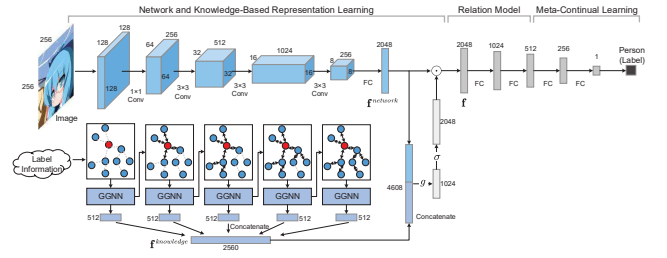 Network and Knowledge-Based Representation Learning
Relation Model
Meta-Continual Learning
256
256
Image
128
128
128
1×1
Conv
64
256
64
3×3
Conv
32
512
32
3×3
Conv
16
1024
16
3×3
Conv
8
256
8
FC
2048
f^network
2048
f
FC
1024
FC
512
FC
256
FC
1
Person
(Label)
Label
Information
GGNN
GGNN
GGNN
GGNN
GGNN
512
512
512
512
512
Concatenate
f^knowledge
2560
4608
g
Concatenate
1024
σ
2048